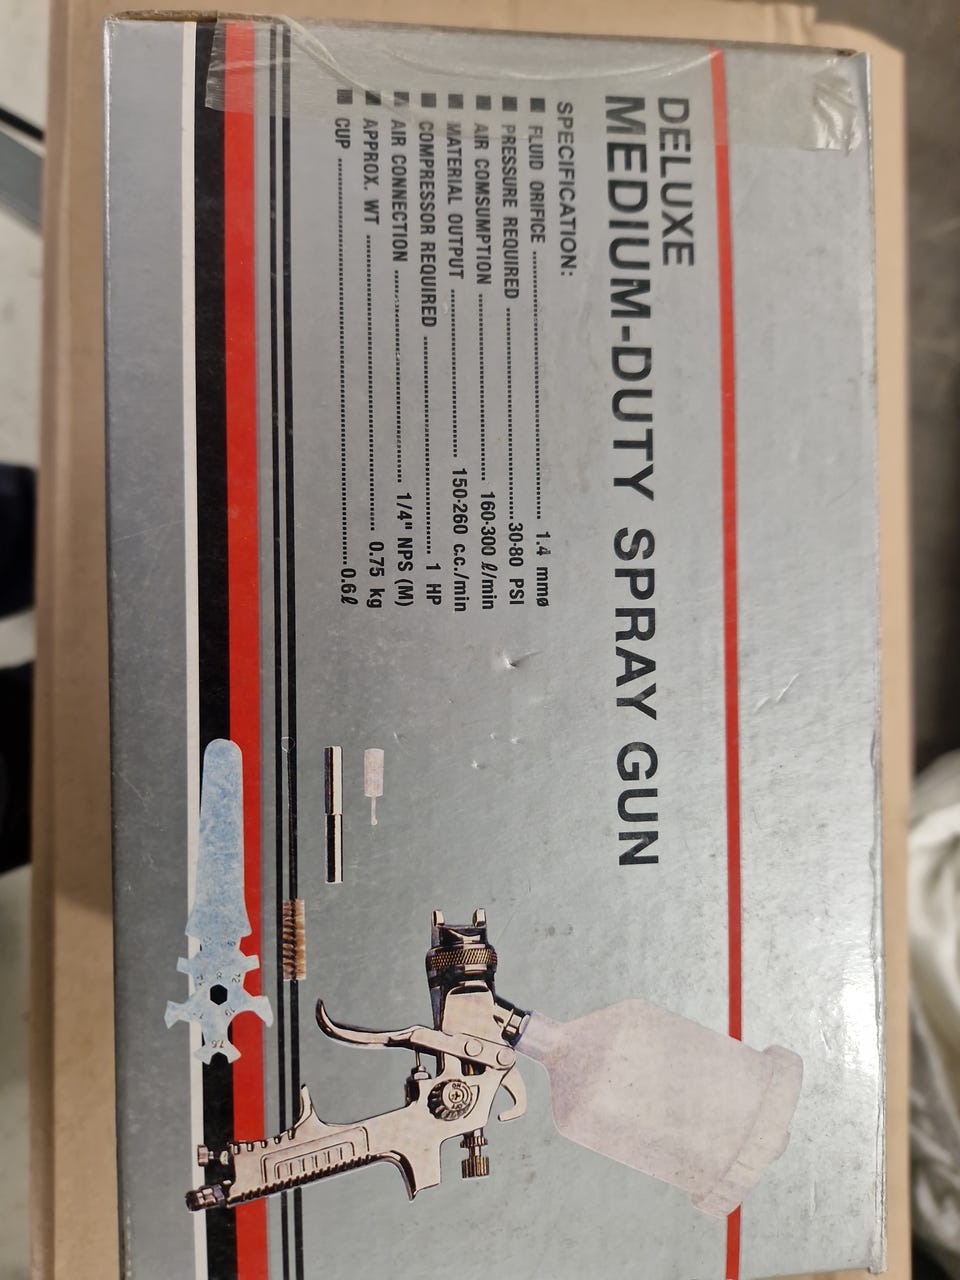 DELUXE
MEDIUM-DUTY SPRAY GUN
SPECIFICATION:
■ FLUID ORIFICE ........................ 1.4 mmø
■ PRESSURE REQUIRED ........................ 30-80 PSI
■ AIR COMSUMPTION ........................ 160-300 ℓ/min
■ MATERIAL OUTPUT ........................ 150-260 c.c./min
■ COMPRESSOR REQUIRED ........................ 1 HP
■ AIR CONNECTION ........................ 1/4" NPS (M)
■ APPROX. WT ........................ 0.75 kg
■ CUP ........................ 0.6ℓ